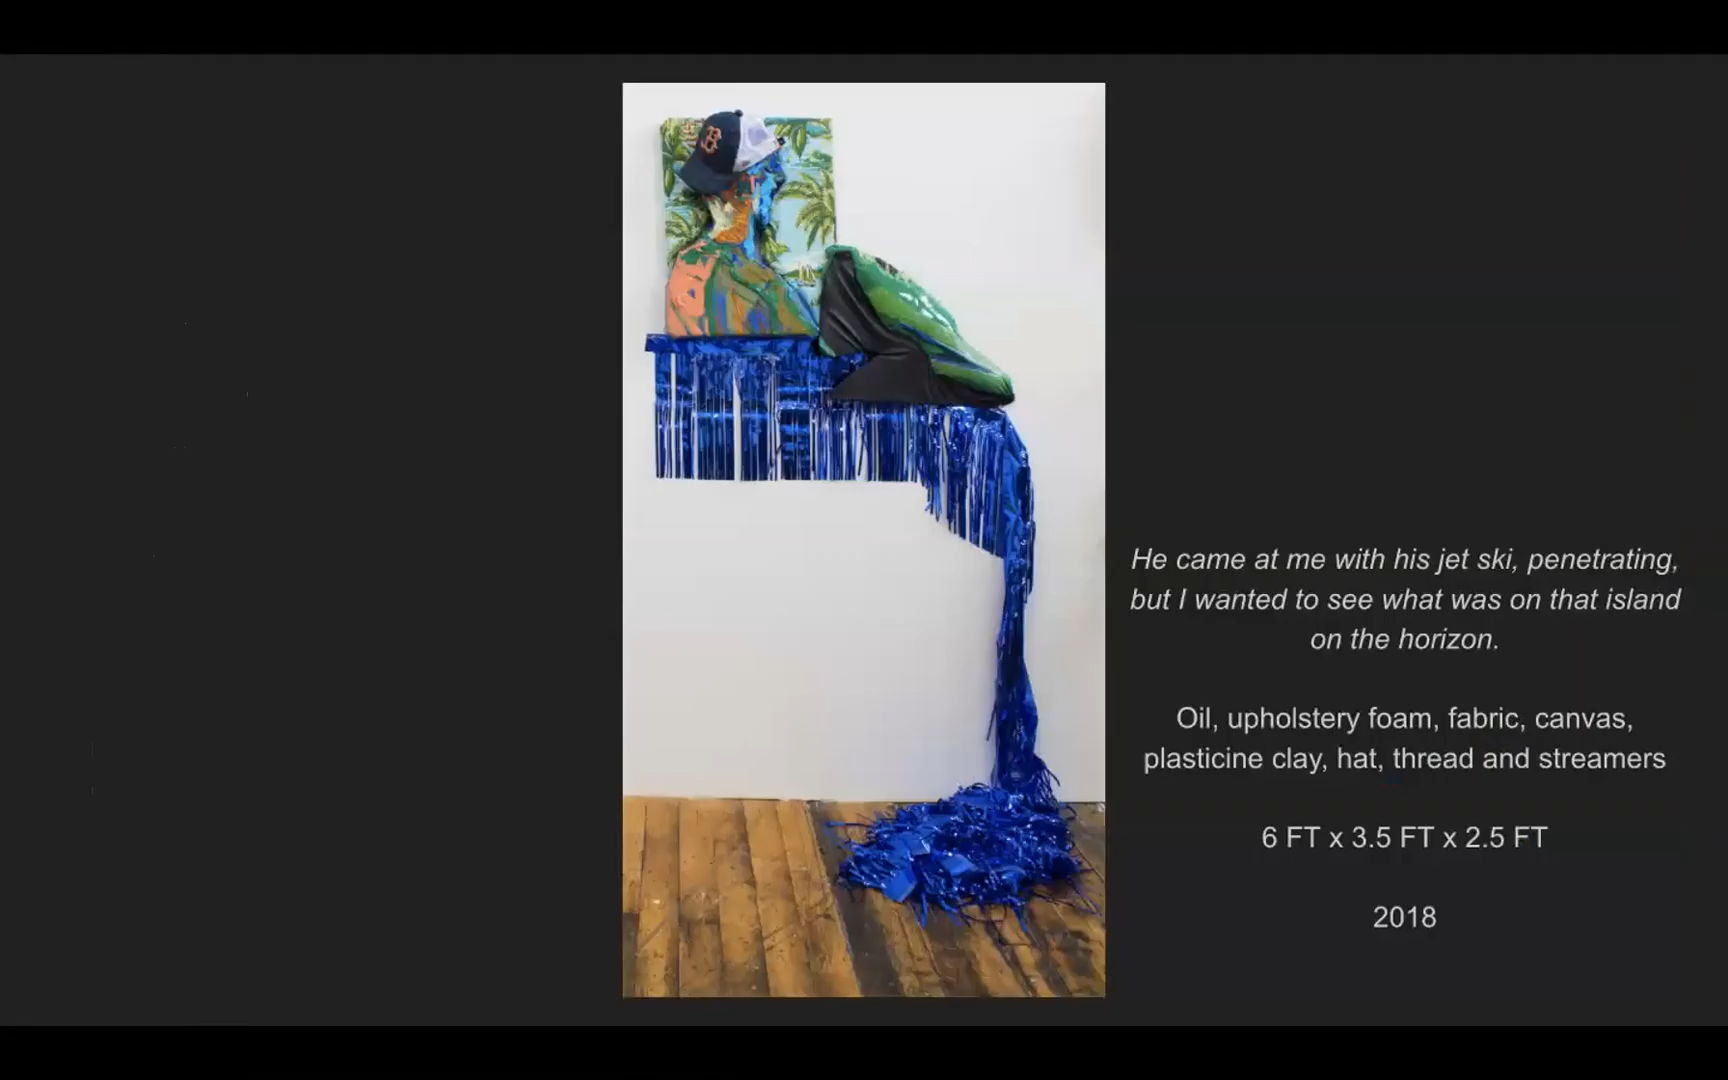 B
He came at me with his jet ski, penetrating,
but I wanted to see what was on that island
on the horizon.
Oil, upholstery foam, fabric, canvas,
plasticine clay, hat, thread and streamers
6 FT x 3.5 FT x 2.5 FT
2018